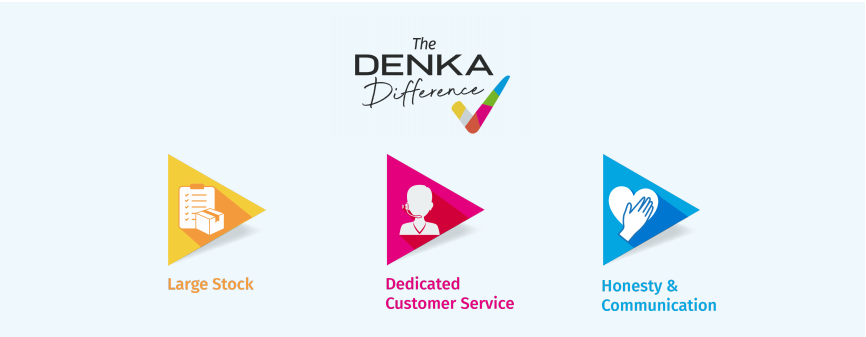 The
DENKA
Difference
Large Stock
Dedicated
Customer Service
Honesty &
Communication